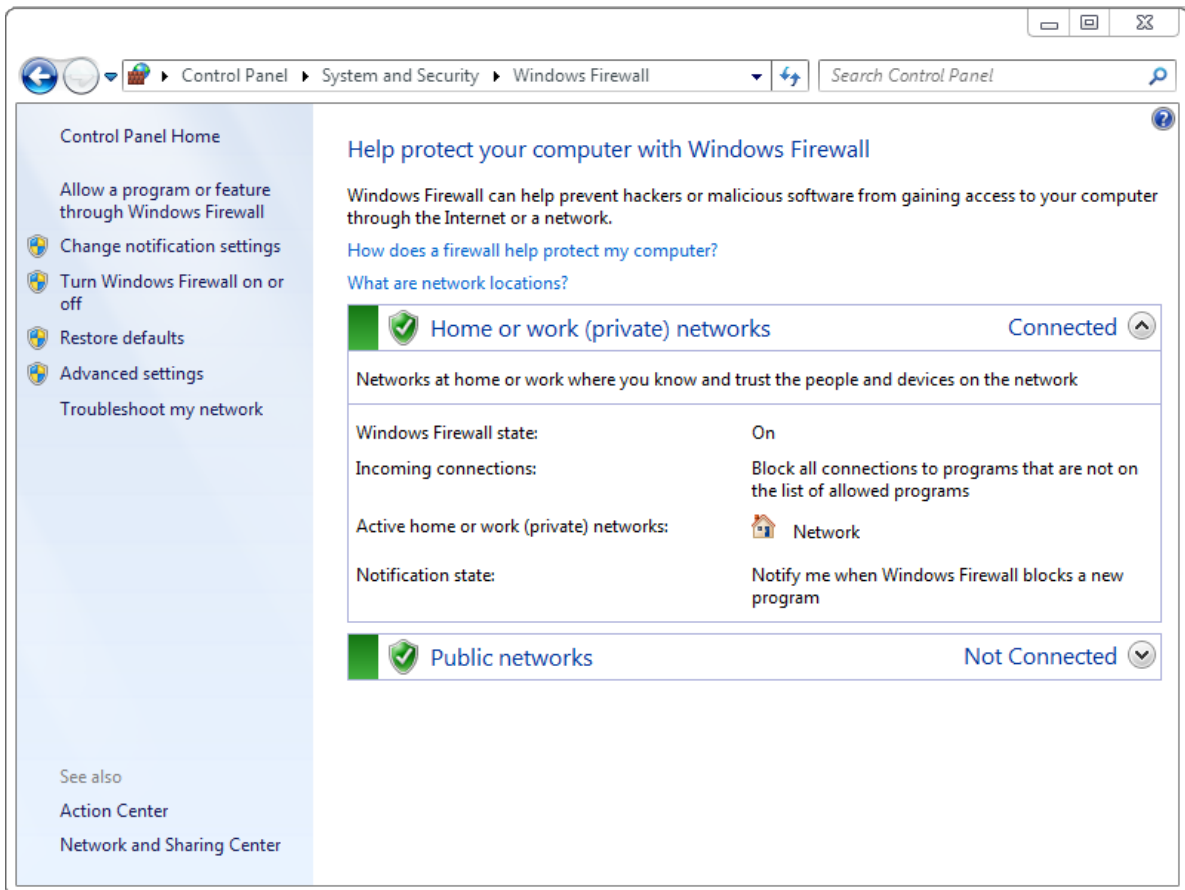 Control Panel ▸ System and Security ▸ Windows Firewall
Search Control Panel
Control Panel Home
Allow a program or feature
through Windows Firewall
Change notification settings
Turn Windows Firewall on or
off
Restore defaults
Advanced settings
Troubleshoot my network
See also
Action Center
Network and Sharing Center
Help protect your computer with Windows Firewall
Windows Firewall can help prevent hackers or malicious software from gaining access to your computer
through the Internet or a network.
How does a firewall help protect my computer?
What are network locations?
Home or work (private) networks Connected
Networks at home or work where you know and trust the people and devices on the network
Windows Firewall state: On
Incoming connections: Block all connections to programs that are not on
the list of allowed programs
Active home or work (private) networks: Network
Notification state: Notify me when Windows Firewall blocks a new
program
Public networks Not Connected